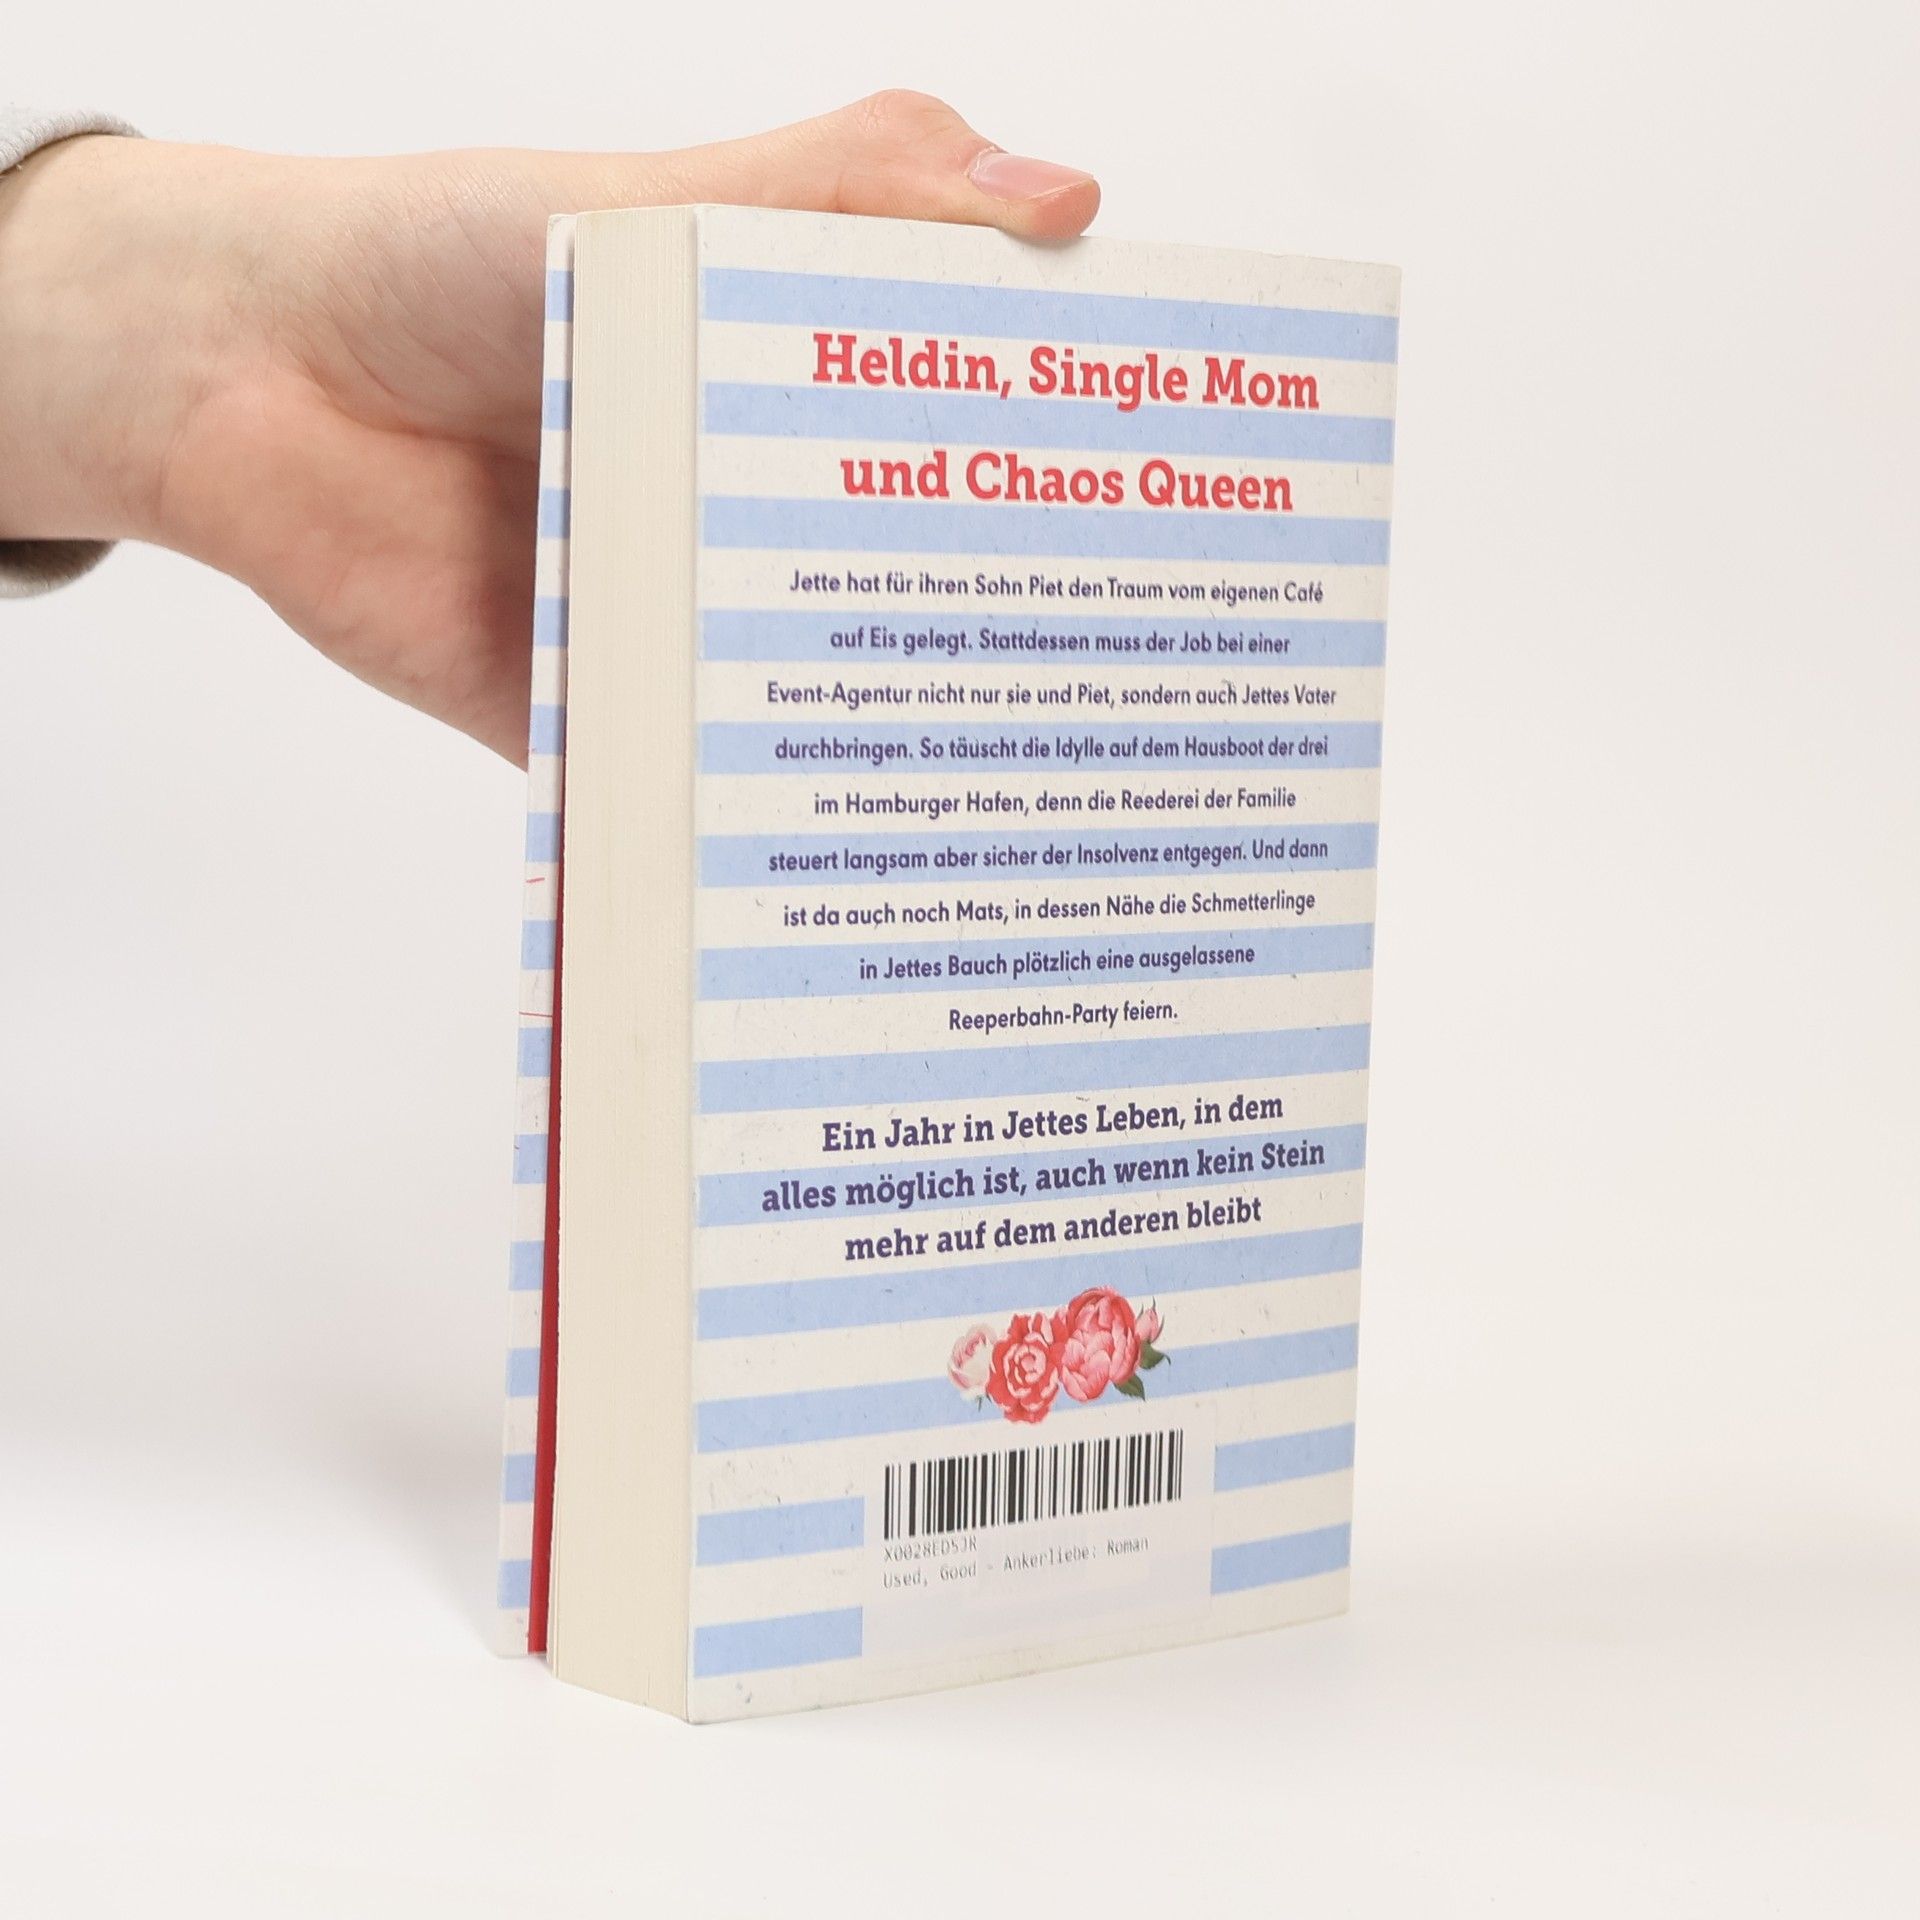 Heldin, Single Mom
und Chaos Queen
Jette hat für ihren Sohn Piet den Traum vom eigenen Café
auf Eis gelegt. Stattdessen muss der Job bei einer
Event-Agentur nicht nur sie und Piet, sondern auch Jettes Vater
durchbringen. So täuscht die Idylle auf dem Hausboot der drei
im Hamburger Hafen, denn die Reederei der Familie
steuert langsam aber sicher der Insolvenz entgegen. Und dann
ist da auch noch Mats, in dessen Nähe die Schmetterlinge
in Jettes Bauch plötzlich eine ausgelassene
Reeperbahn-Party feiern.
Ein Jahr in Jettes Leben, in dem
alles möglich ist, auch wenn kein Stein
mehr auf dem anderen bleibt
X0028ED5JR
Used, Good - Ankerliebe: Roman